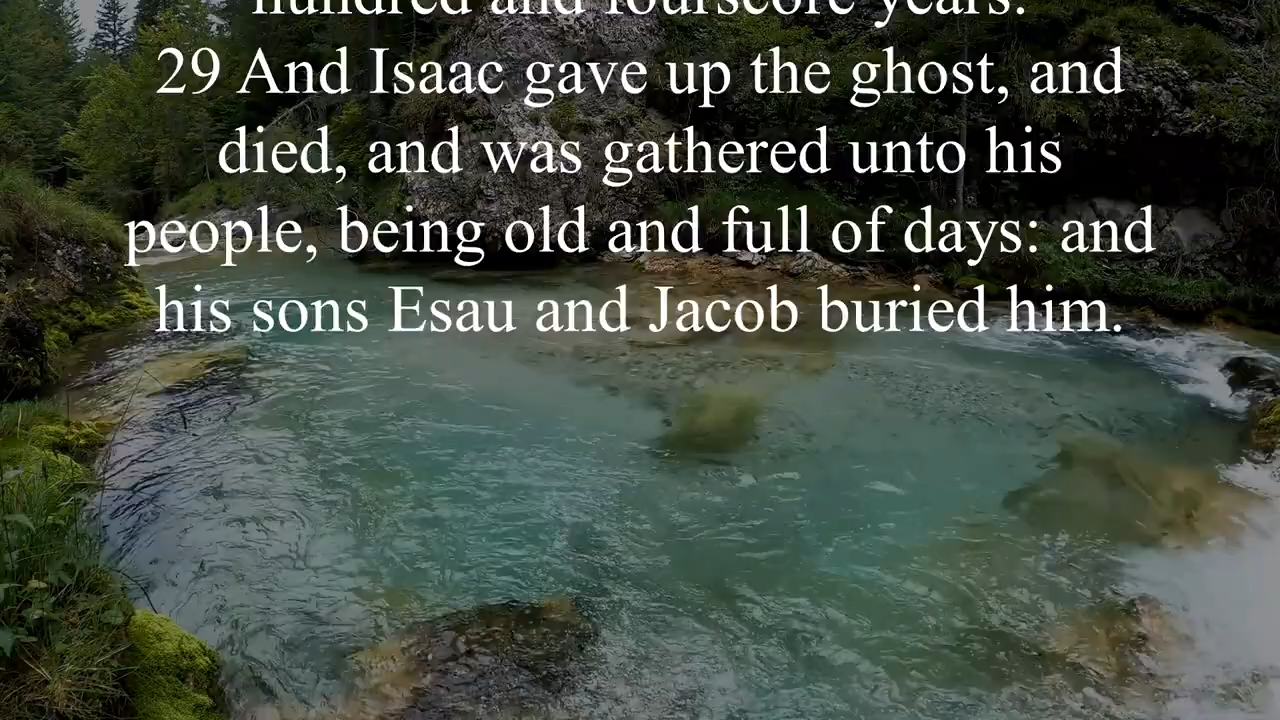 hundred and fourscore years.
29 And Isaac gave up the ghost, and
died, and was gathered unto his
people, being old and full of days: and
his sons Esau and Jacob buried him.